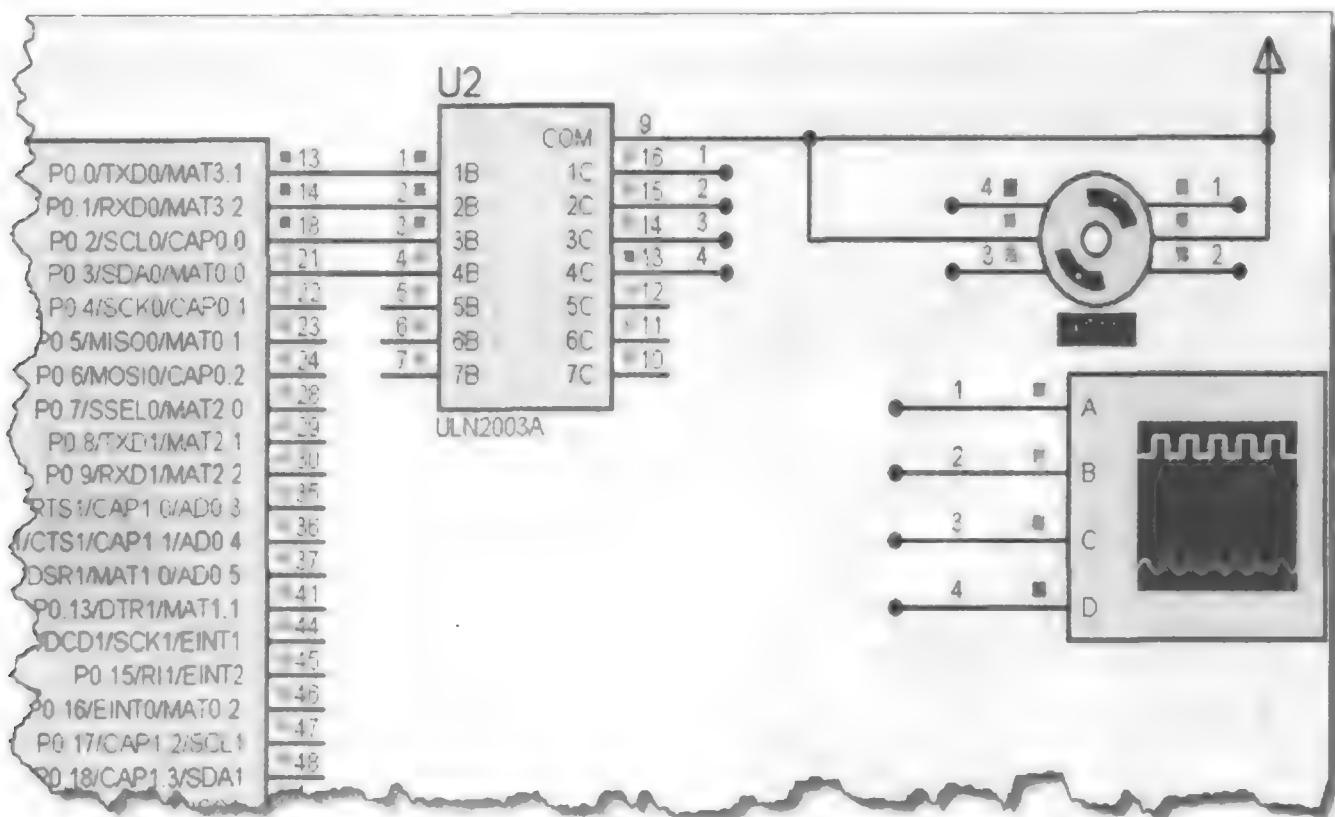 U2
COM 9
P0.0/TXD0/MAT3.1 13 1 1B 1C 16 1
P0.1/RXD0/MAT3 2 14 2 2B 2C 15 2
P0 2/SCL0/CAP0 0 18 3 3B 3C 14 3
P0 3/SDA0/MAT0 0 21 4 4B 4C 13 4
P0 4/SCK0/CAP0 1 22 5 5B 5C 12
P0 5/MISO0/MAT0 1 23 6 6B 6C 11
P0 6/MOSI0/CAP0.2 24 7 7B 7C 10
P0 7/SSEL0/MAT2 0 28
ULN2003A
P0 8/TXD1/MAT2 1
P0 9/RXD1/MAT2 2
RTS1/CAP1 0/AD0 3 35
/CTS1/CAP1 1/AD0 4 36
DSR1/MAT1 0/AD0 5 37
P0.13/DTR1/MAT1.1 41
/DCD1/SCK1/EINT1 44
P0 15/RI1/EINT2 45
P0 16/EINT0/MAT0 2 46
P0 17/CAP1 2/SCL1 47
P0 18/CAP1.3/SDA1 48
4 1
3 2
1 A
2 B
3 C
4 D